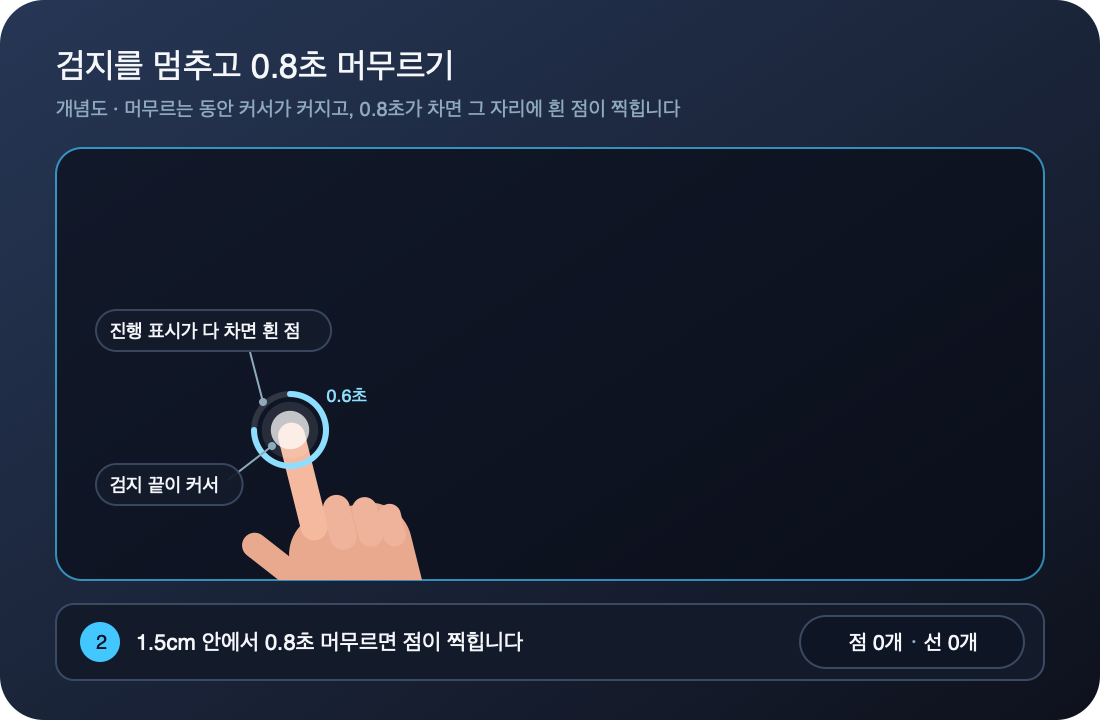 검지를 멈추고 0.8초 머무르기
개념도 · 머무르는 동안 커서가 커지고, 0.8초가 차면 그 자리에 흰 점이 찍힙니다
진행 표시가 다 차면 흰 점
0.6초
검지 끝이 커서
2 1.5cm 안에서 0.8초 머무르면 점이 찍힙니다
점 0개 · 선 0개